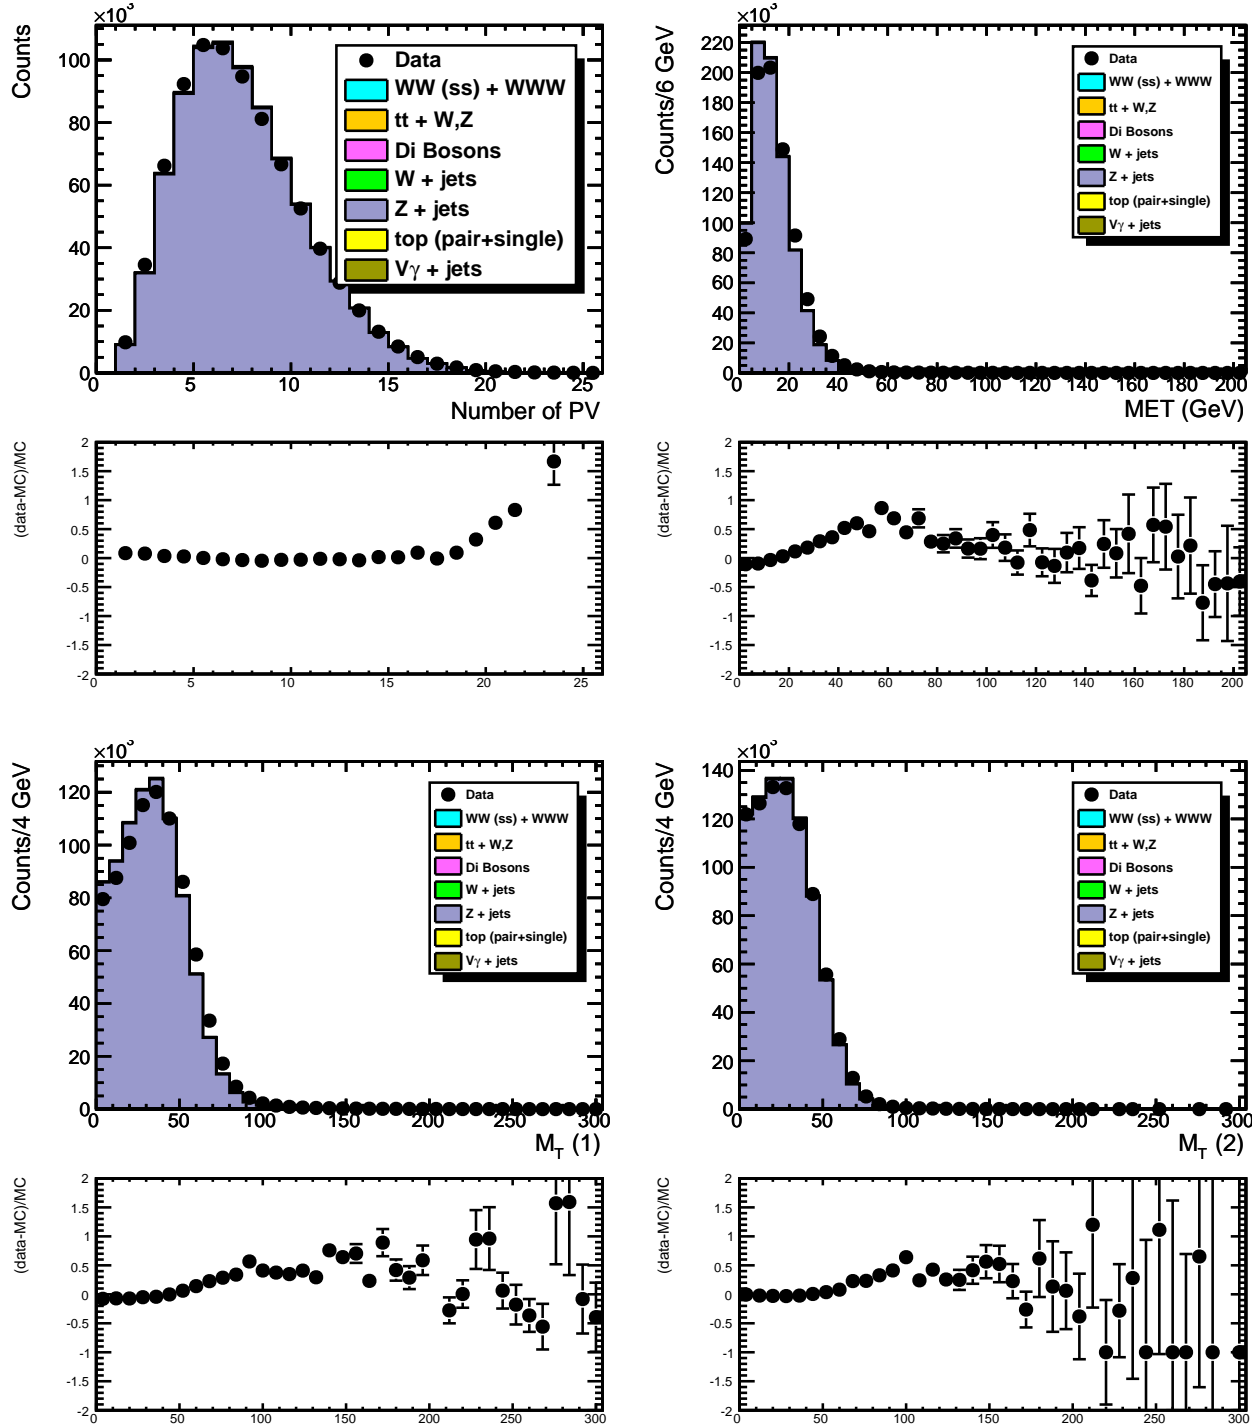 ×10³
Counts
100
80
60
40
20
0
Data
WW (ss) + WWW
tt + W,Z
Di Bosons
W + jets
Z + jets
top (pair+single)
Vγ + jets
0 5 10 15 20 25
Number of PV
×10³
Counts/6 GeV
220
200
180
160
140
120
100
80
60
40
20
0
Data
WW (ss) + WWW
tt + W,Z
Di Bosons
W + jets
Z + jets
top (pair+single)
Vγ + jets
0 20 40 60 80 100 120 140 160 180 200
MET (GeV)
(data-MC)/MC
2
1.5
1
0.5
0
-0.5
-1
-1.5
-2
0 5 10 15 20 25
(data-MC)/MC
2
1.5
1
0.5
0
-0.5
-1
-1.5
-2
0 20 40 60 80 100 120 140 160 180 200
×10³
Counts/4 GeV
120
100
80
60
40
20
0
Data
WW (ss) + WWW
tt + W,Z
Di Bosons
W + jets
Z + jets
top (pair+single)
Vγ + jets
0 50 100 150 200 250 300
M_T (1)
×10³
Counts/4 GeV
140
120
100
80
60
40
20
0
Data
WW (ss) + WWW
tt + W,Z
Di Bosons
W + jets
Z + jets
top (pair+single)
Vγ + jets
0 50 100 150 200 250 300
M_T (2)
(data-MC)/MC
2
1.5
1
0.5
0
-0.5
-1
-1.5
-2
0 50 100 150 200 250 300
(data-MC)/MC
2
1.5
1
0.5
0
-0.5
-1
-1.5
-2
0 50 100 150 200 250 300